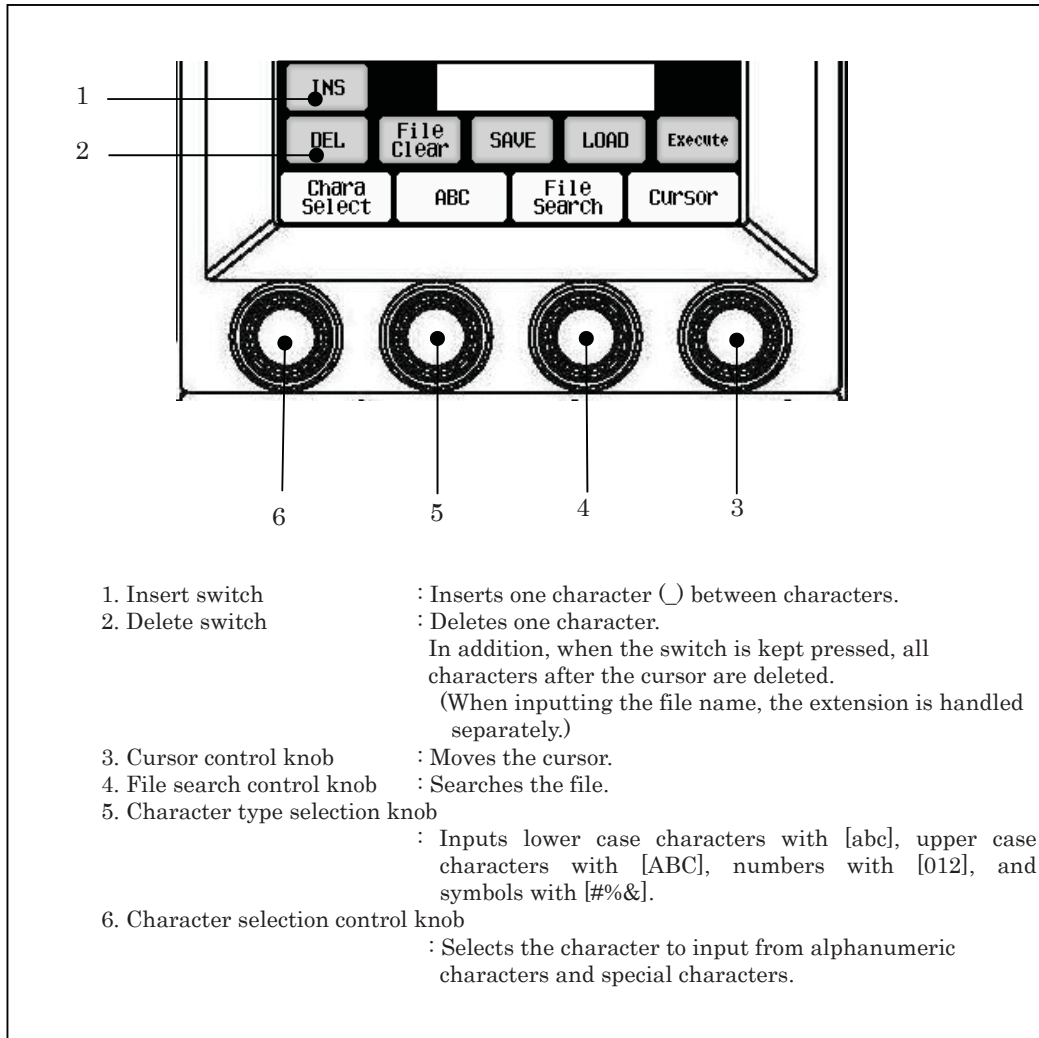 1
INS
2
DEL
File
Clear
SAVE
LOAD
Execute
Chara
Select
ABC
File
Search
Cursor
6
5
4
3
1. Insert switch : Inserts one character (_) between characters.
2. Delete switch : Deletes one character.
In addition, when the switch is kept pressed, all
characters after the cursor are deleted.
(When inputting the file name, the extension is handled
separately.)
3. Cursor control knob : Moves the cursor.
4. File search control knob : Searches the file.
5. Character type selection knob
: Inputs lower case characters with [abc], upper case
characters with [ABC], numbers with [012], and
symbols with [#%&].
6. Character selection control knob
: Selects the character to input from alphanumeric
characters and special characters.